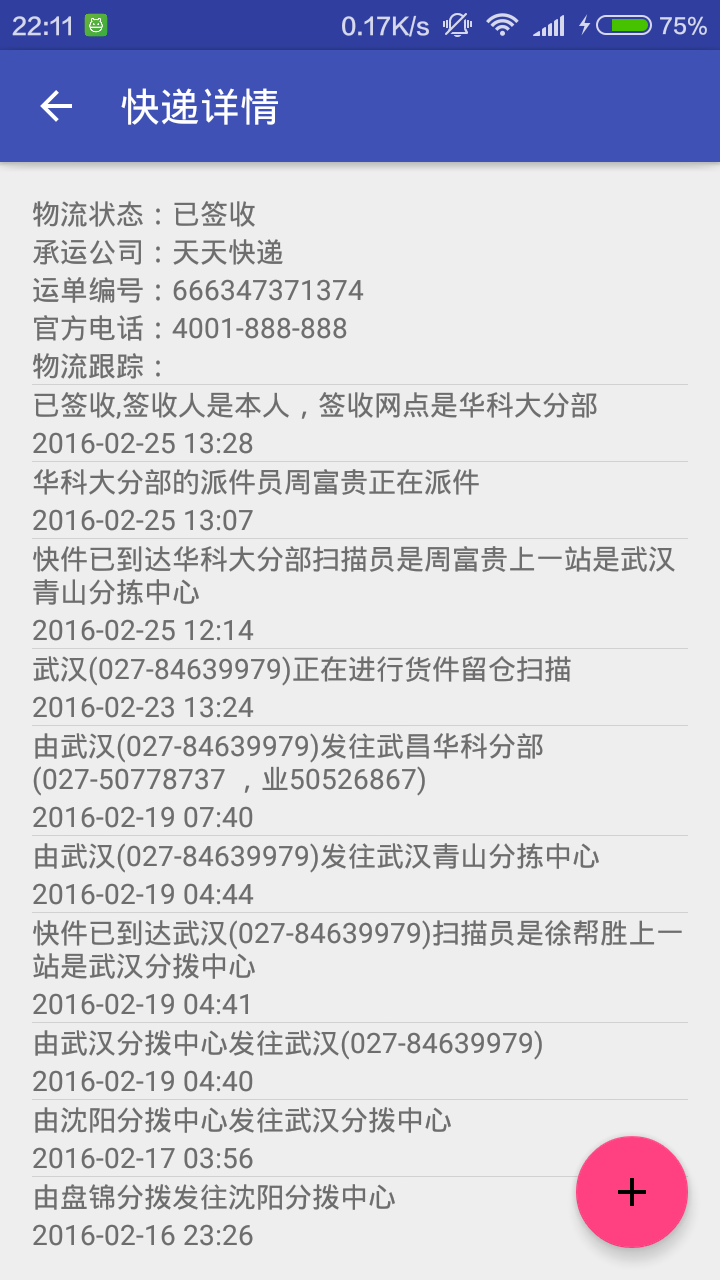 22:11 0.17K/s 75%
快递详情
物流状态：已签收
承运公司：天天快递
运单编号：666347371374
官方电话：4001-888-888
物流跟踪：
已签收,签收人是本人，签收网点是华科大分部
2016-02-25 13:28
华科大分部的派件员周富贵正在派件
2016-02-25 13:07
快件已到达华科大分部扫描员是周富贵上一站是武汉
青山分拣中心
2016-02-25 12:14
武汉(027-84639979)正在进行货件留仓扫描
2016-02-23 13:24
由武汉(027-84639979)发往武昌华科分部
(027-50778737 ，业50526867)
2016-02-19 07:40
由武汉(027-84639979)发往武汉青山分拣中心
2016-02-19 04:44
快件已到达武汉(027-84639979)扫描员是徐帮胜上一
站是武汉分拨中心
2016-02-19 04:41
由武汉分拨中心发往武汉(027-84639979)
2016-02-19 04:40
由沈阳分拨中心发往武汉分拨中心
2016-02-17 03:56
由盘锦分拨发往沈阳分拨中心
2016-02-16 23:26